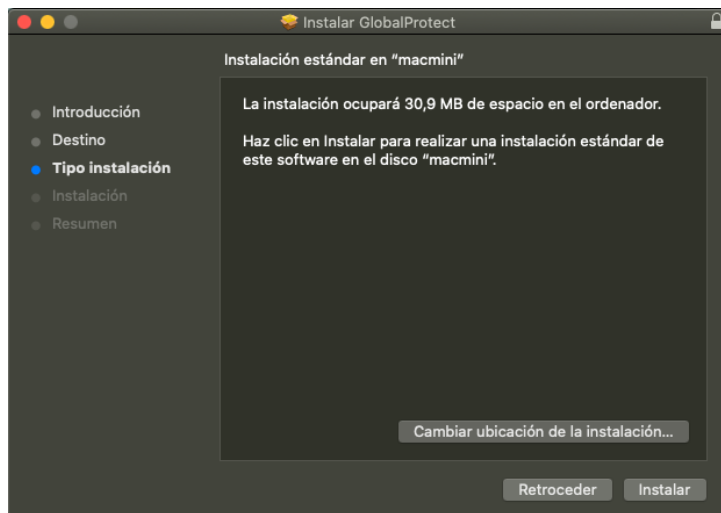 Instalar GlobalProtect
Instalación estándar en “macmini”
Introducción
Destino
Tipo instalación
Instalación
Resumen
La instalación ocupará 30,9 MB de espacio en el ordenador.
Haz clic en Instalar para realizar una instalación estándar de
este software en el disco “macmini”.
Cambiar ubicación de la instalación...
Retroceder
Instalar